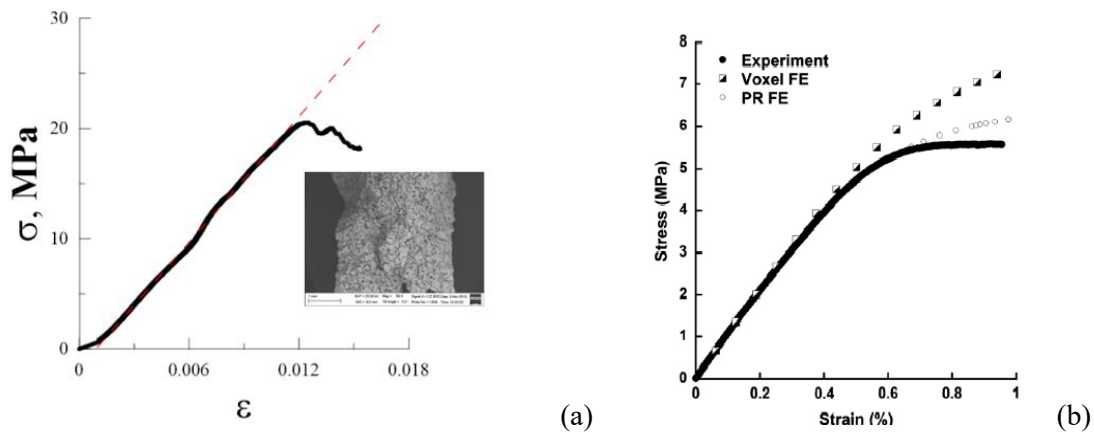 30
20
10
0
σ, MPa
0
0.006
0.012
0.018
ε
(a)
8
7
6
5
4
3
2
1
0
Stress (MPa)
Experiment
Voxel FE
PR FE
0
0.2
0.4
0.6
0.8
1
Strain (%)
(b)